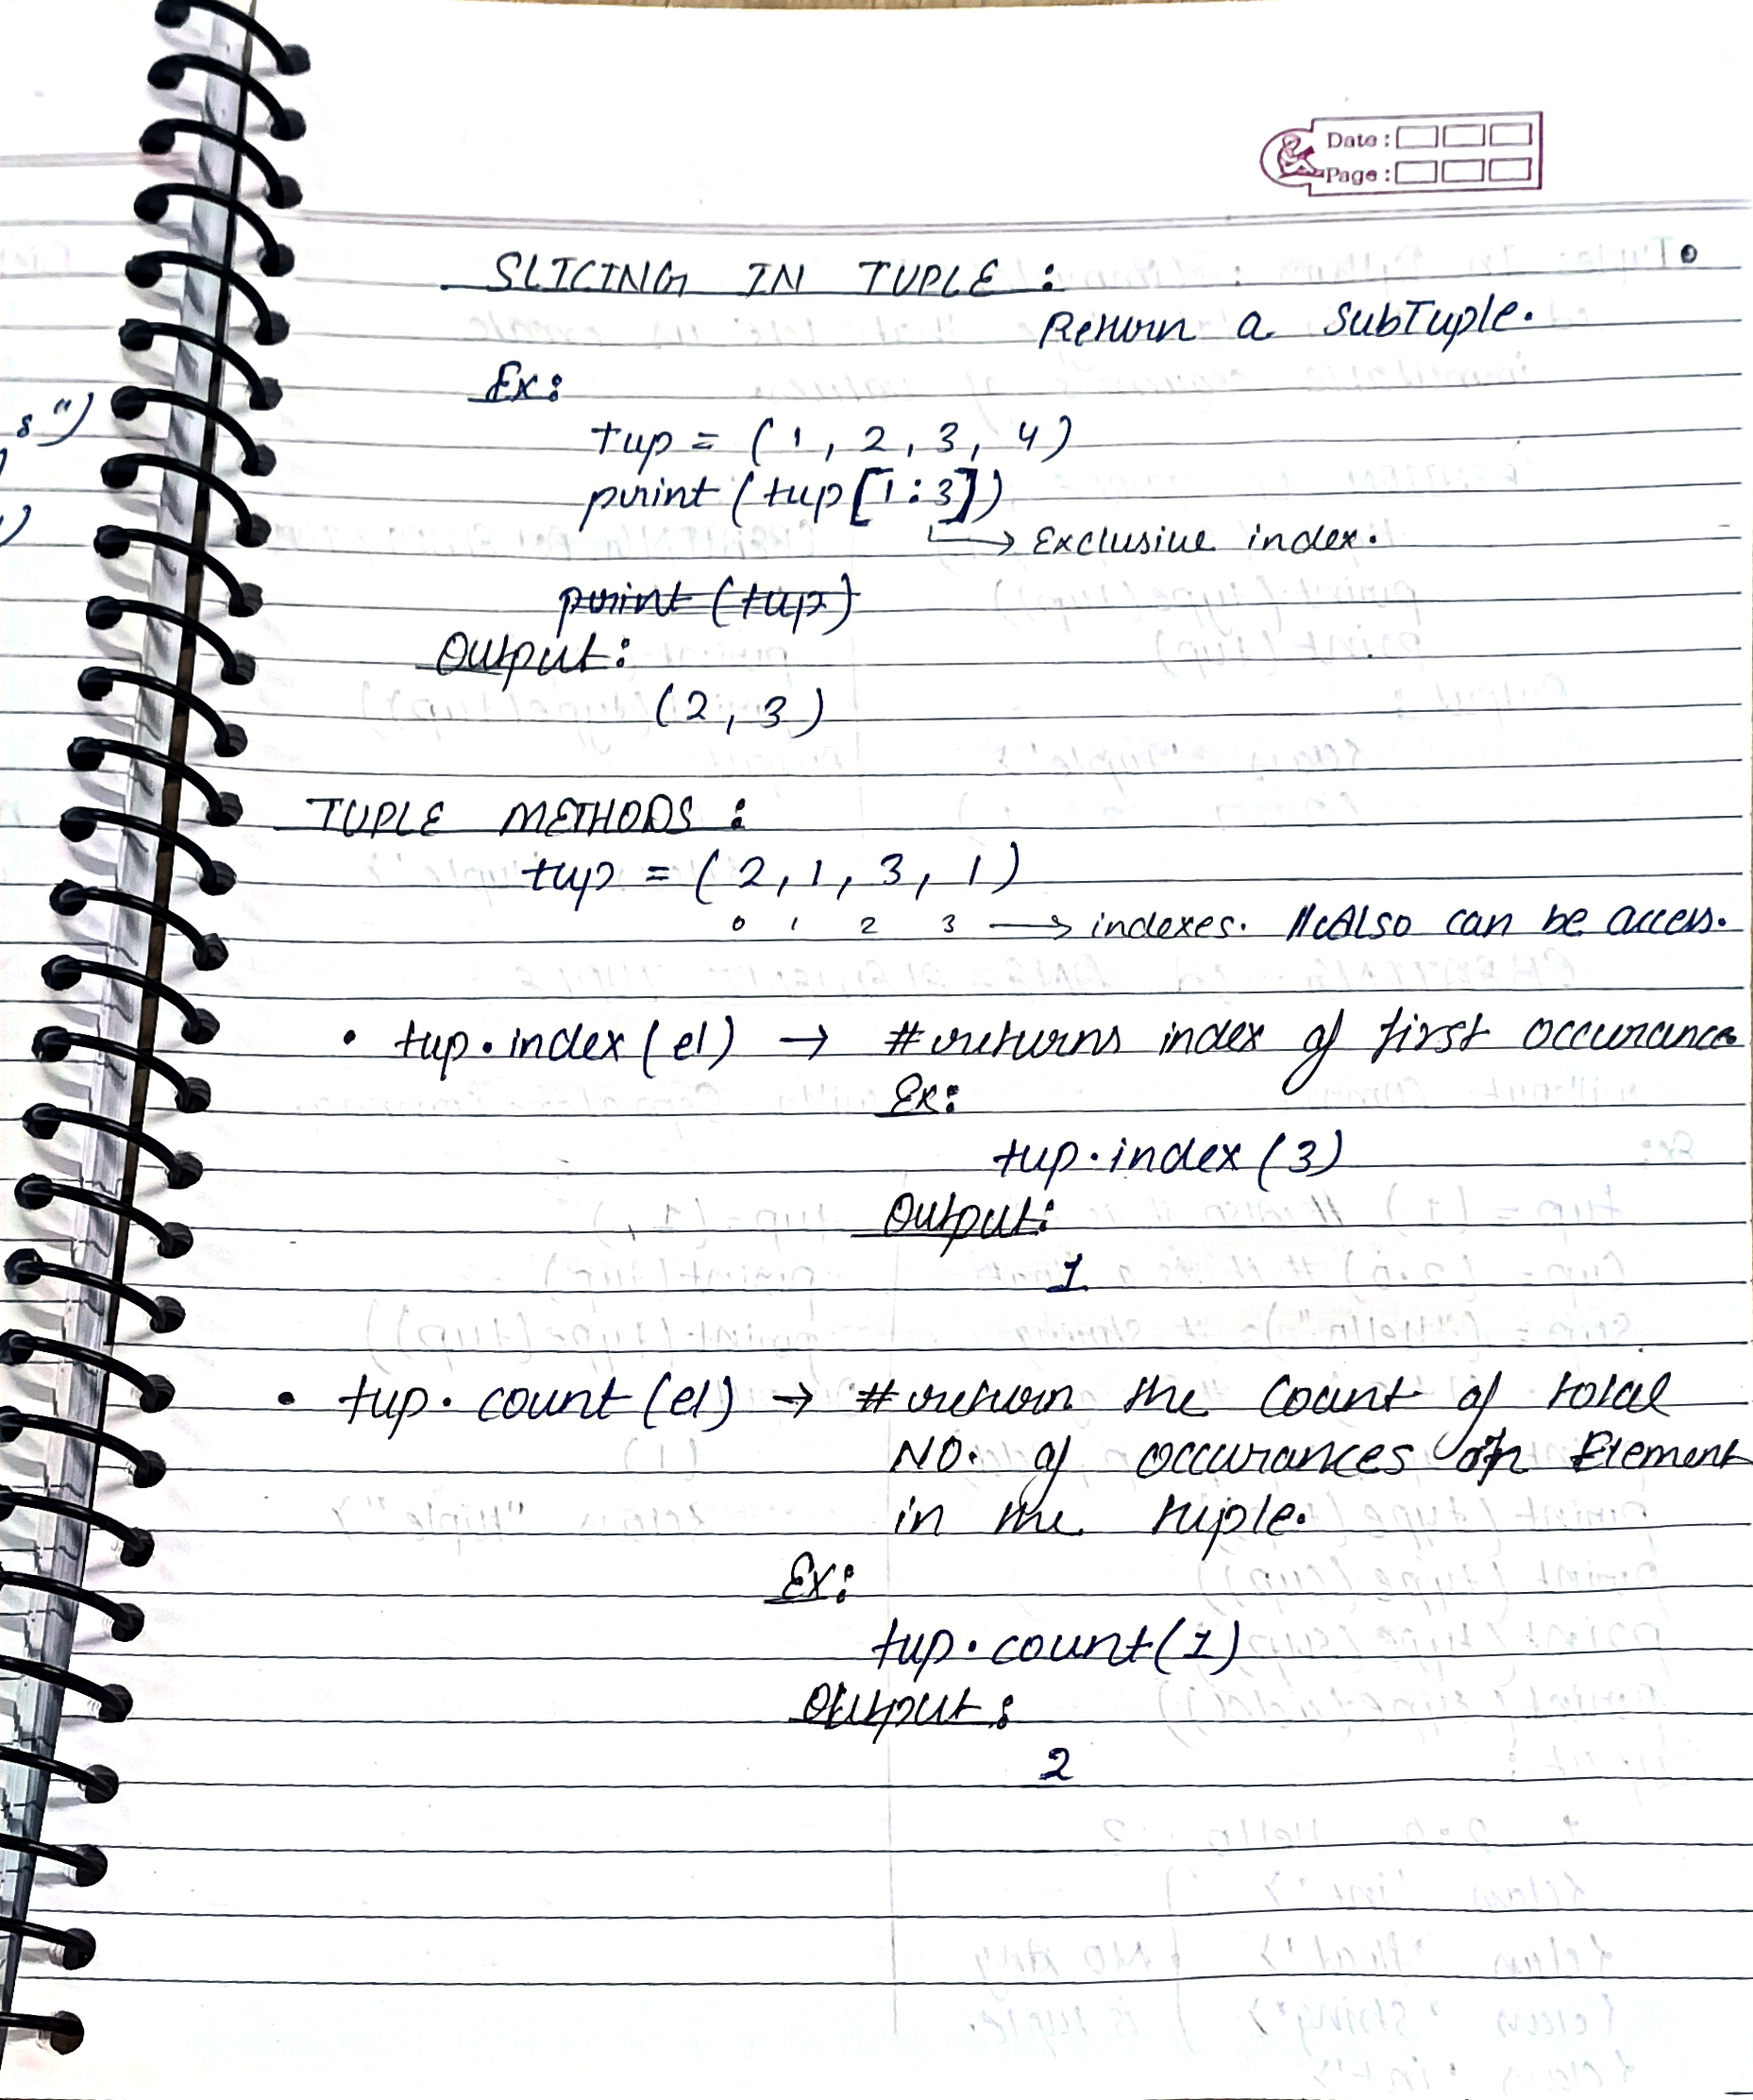 Date :
Page :
SLICING IN TUPLE :
Return a SubTuple.
Ex:
Tup = ( 1 , 2 , 3 , 4 )
print ( tup [ 1 : 3 ] )
→ Exclusive index.
print (tup)
Output :
( 2 , 3 )
s")
)
TUPLE METHODS :
tup = ( 2 , 1 , 3 , 1 )
0 1 2 3 → indexes. // Also can be access.
• tup . index ( el ) → # returns index of first occurance
Ex:
tup . index ( 3 )
Output:
1
• tup . count ( el ) → # return the Count of total
NO. of occurances of Element
in the tuple.
Ex:
tup . count ( 1 )
Output :
2